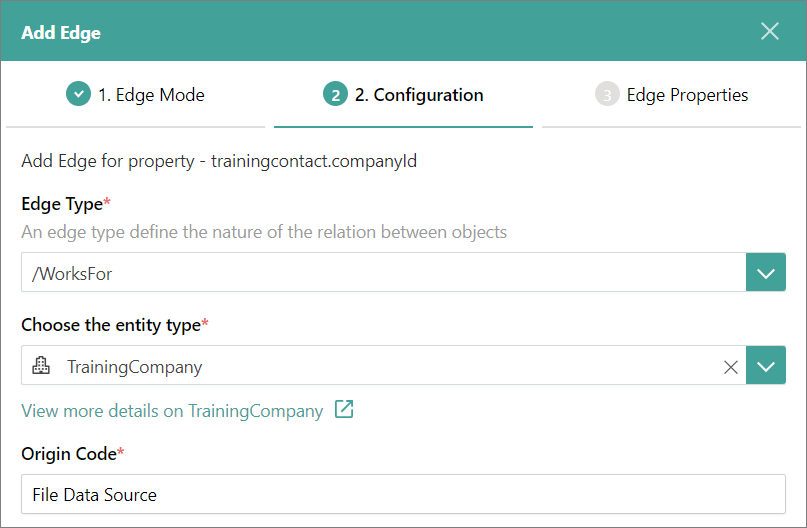 Add Edge
1. Edge Mode
2 2. Configuration
3 Edge Properties
Add Edge for property - trainingcontact.companyId
Edge Type*
An edge type define the nature of the relation between objects
/WorksFor
Choose the entity type*
TrainingCompany
View more details on TrainingCompany
Origin Code*
File Data Source